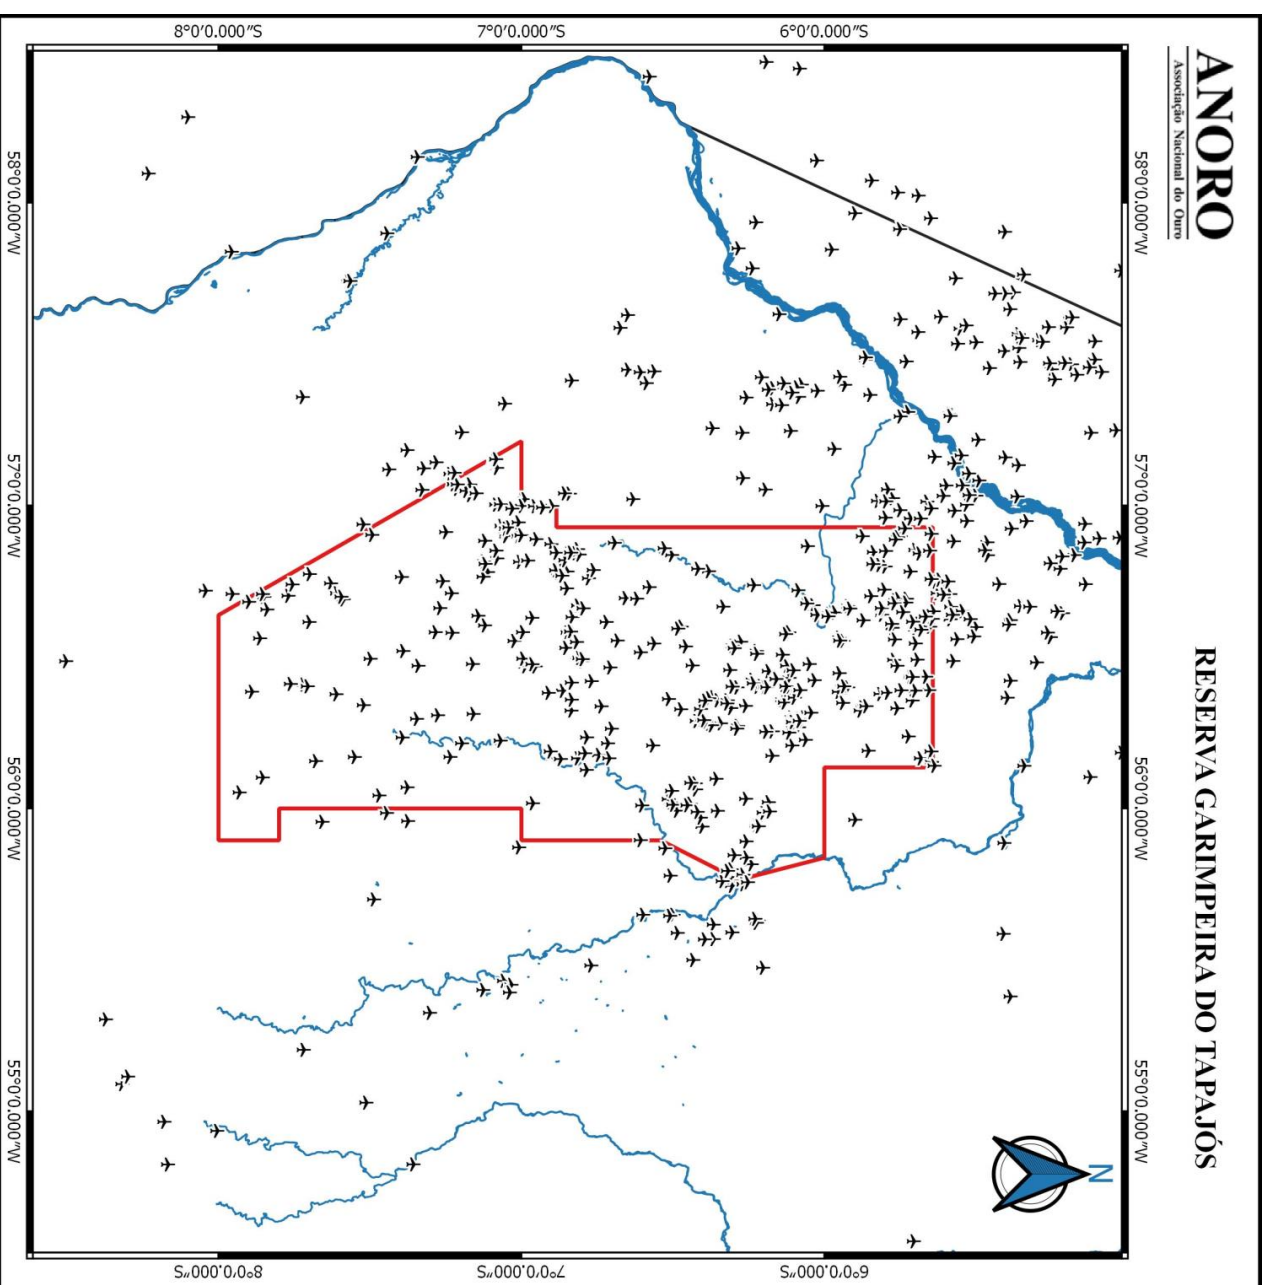 ANORO
Associação Nacional do Ouro
RESERVA GARIMPEIRA DO TAPAJÓS
58°0'0.000"W
57°0'0.000"W
56°0'0.000"W
55°0'0.000"W
N
6°0'0.000"S
6°0'0.000"S
7°0'0.000"S
7°0'0.000"S
8°0'0.000"S
8°0'0.000"S
58°0'0.000"W
57°0'0.000"W
56°0'0.000"W
55°0'0.000"W